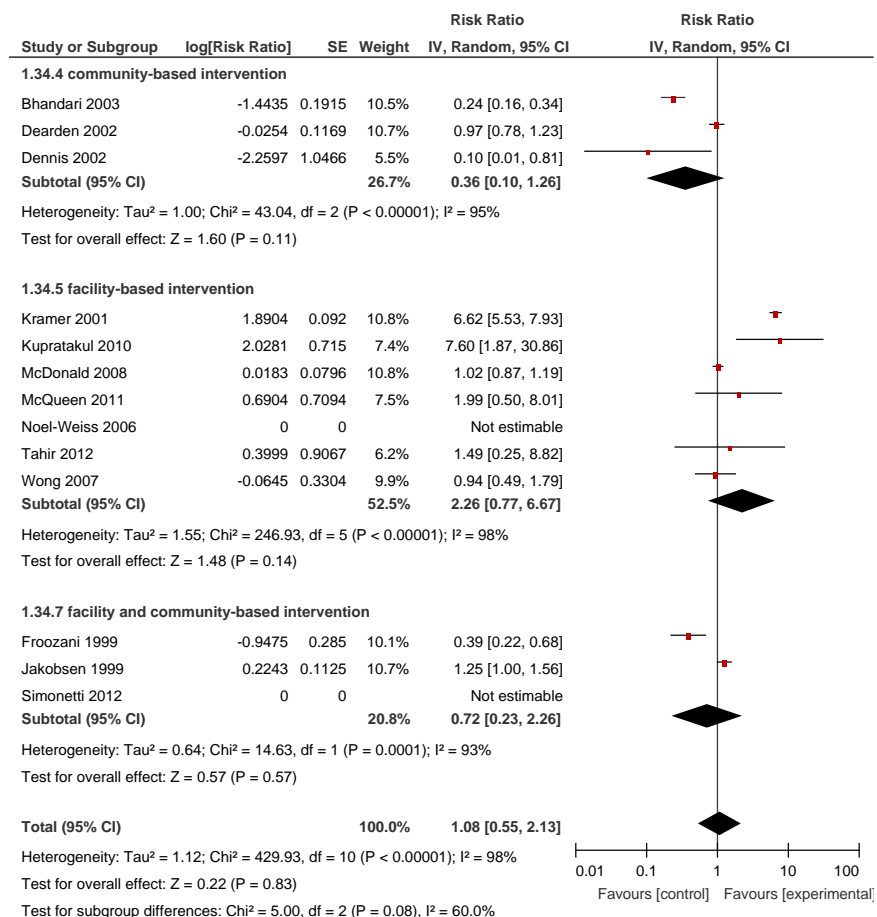 Risk Ratio Risk Ratio
Study or Subgroup log[Risk Ratio] SE Weight IV, Random, 95% CI IV, Random, 95% CI
1.34.4 community-based intervention
Bhandari 2003 -1.4435 0.1915 10.5% 0.24 [0.16, 0.34]
Dearden 2002 -0.0254 0.1169 10.7% 0.97 [0.78, 1.23]
Dennis 2002 -2.2597 1.0466 5.5% 0.10 [0.01, 0.81]
Subtotal (95% CI) 26.7% 0.36 [0.10, 1.26]
Heterogeneity: Tau² = 1.00; Chi² = 43.04, df = 2 (P < 0.00001); I² = 95%
Test for overall effect: Z = 1.60 (P = 0.11)
1.34.5 facility-based intervention
Kramer 2001 1.8904 0.092 10.8% 6.62 [5.53, 7.93]
Kupratakul 2010 2.0281 0.715 7.4% 7.60 [1.87, 30.86]
McDonald 2008 0.0183 0.0796 10.8% 1.02 [0.87, 1.19]
McQueen 2011 0.6904 0.7094 7.5% 1.99 [0.50, 8.01]
Noel-Weiss 2006 0 0 Not estimable
Tahir 2012 0.3999 0.9067 6.2% 1.49 [0.25, 8.82]
Wong 2007 -0.0645 0.3304 9.9% 0.94 [0.49, 1.79]
Subtotal (95% CI) 52.5% 2.26 [0.77, 6.67]
Heterogeneity: Tau² = 1.55; Chi² = 246.93, df = 5 (P < 0.00001); I² = 98%
Test for overall effect: Z = 1.48 (P = 0.14)
1.34.7 facility and community-based intervention
Froozani 1999 -0.9475 0.285 10.1% 0.39 [0.22, 0.68]
Jakobsen 1999 0.2243 0.1125 10.7% 1.25 [1.00, 1.56]
Simonetti 2012 0 0 Not estimable
Subtotal (95% CI) 20.8% 0.72 [0.23, 2.26]
Heterogeneity: Tau² = 0.64; Chi² = 14.63, df = 1 (P = 0.0001); I² = 93%
Test for overall effect: Z = 0.57 (P = 0.57)
Total (95% CI) 100.0% 1.08 [0.55, 2.13]
Heterogeneity: Tau² = 1.12; Chi² = 429.93, df = 10 (P < 0.00001); I² = 98%
Test for overall effect: Z = 0.22 (P = 0.83)
Test for subgroup differences: Chi² = 5.00, df = 2 (P = 0.08), I² = 60.0%
0.01 0.1 1 10 100
Favours [control] Favours [experimental]